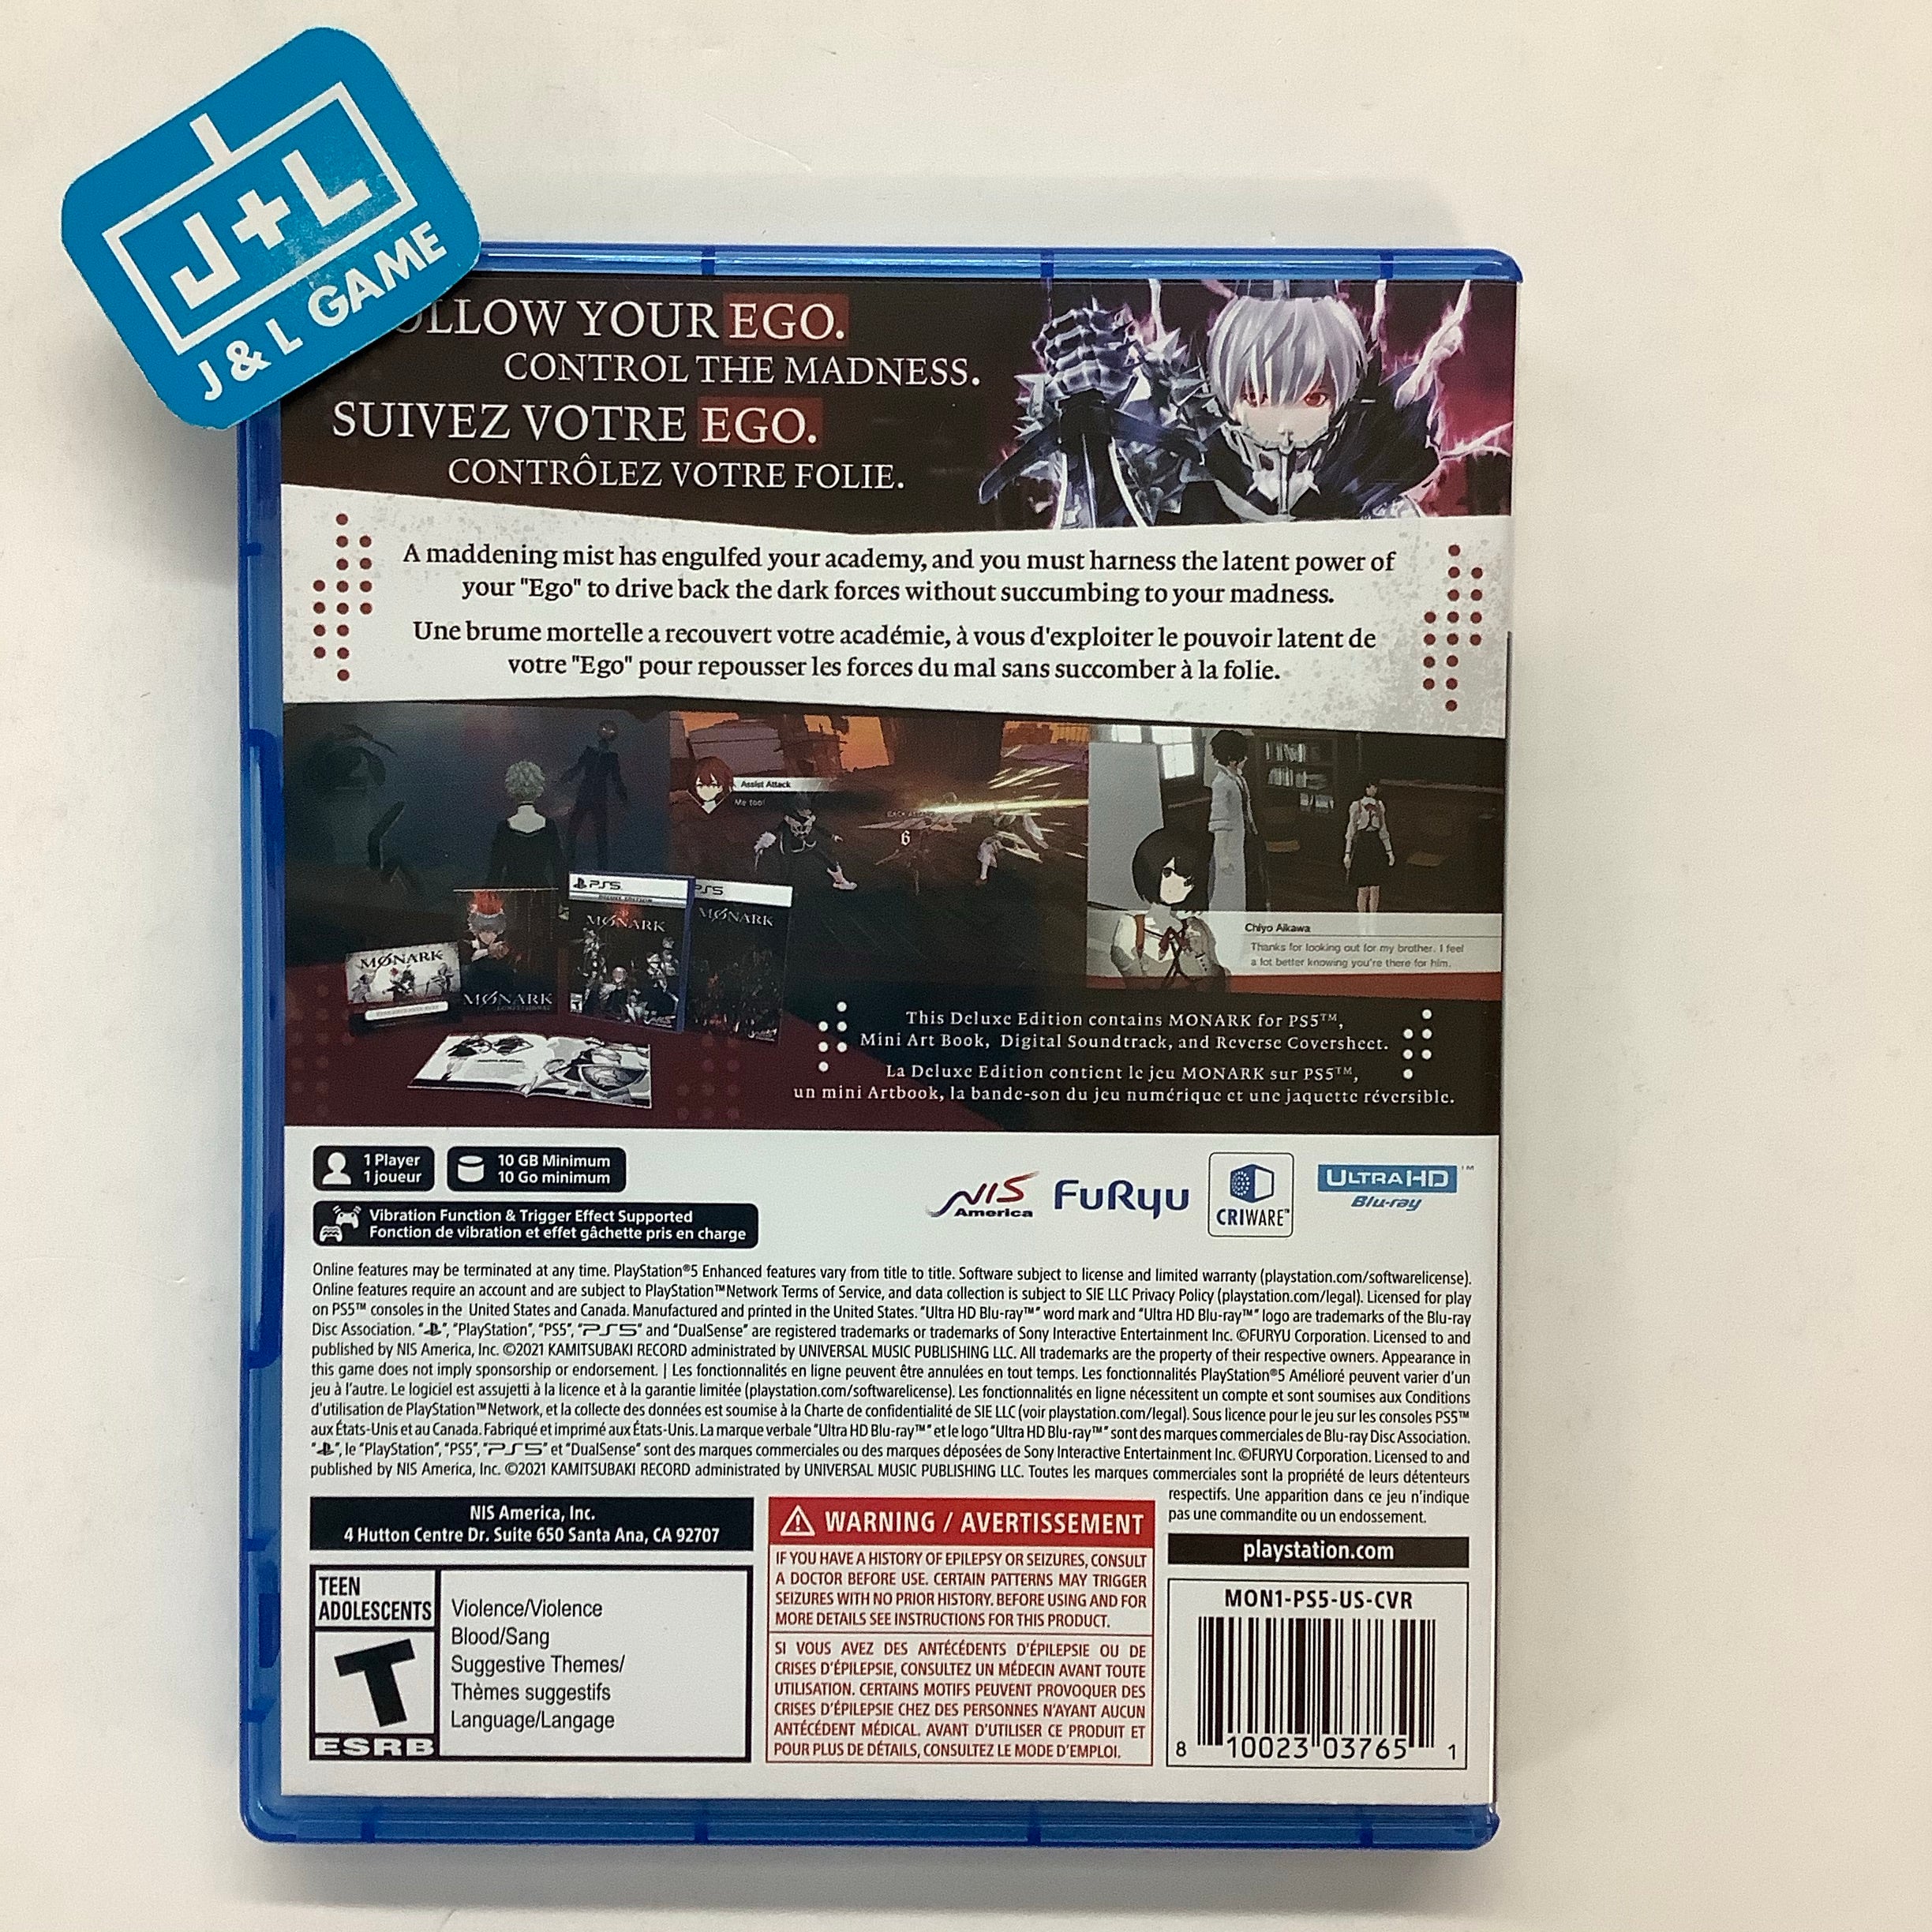 J+L
J & L GAME
OLLOW YOUR EGO.
CONTROL THE MADNESS.
SUIVEZ VOTRE EGO.
CONTRÔLEZ VOTRE FOLIE.
A maddening mist has engulfed your academy, and you must harness the latent power of
your "Ego" to drive back the dark forces without succumbing to your madness.
Une brume mortelle a recouvert votre académie, à vous d'exploiter le pouvoir latent de
votre "Ego" pour repousser les forces du mal sans succomber à la folie.
Assist Attack
Me too!
6
Chiyo Aikawa
Thanks for looking out for my brother. I feel
a lot better knowing you're there for him.
PS5
DELUXE EDITION
MONARK
PS5
MONARK
MONARK
MONARK
This Deluxe Edition contains MONARK for PS5™,
Mini Art Book, Digital Soundtrack, and Reverse Coversheet.
La Deluxe Edition contient le jeu MONARK sur PS5™,
un mini Artbook, la bande-son du jeu numérique et une jaquette réversible.
1 Player
1 joueur
10 GB Minimum
10 Go minimum
Vibration Function & Trigger Effect Supported
Fonction de vibration et effet gâchette pris en charge
NIS America
FuRyu
CRIWARE™
ULTRA HD Blu-ray™
Online features may be terminated at any time. PlayStation®5 Enhanced features vary from title to title. Software subject to license and limited warranty (playstation.com/softwarelicense).
Online features require an account and are subject to PlayStation™Network Terms of Service, and data collection is subject to SIE LLC Privacy Policy (playstation.com/legal). Licensed for play
on PS5™ consoles in the United States and Canada. Manufactured and printed in the United States. "Ultra HD Blu-ray™" word mark and "Ultra HD Blu-ray™" logo are trademarks of the Blu-ray
Disc Association. "PS", "PlayStation", "PS5", "PS5" and "DualSense" are registered trademarks or trademarks of Sony Interactive Entertainment Inc. ©FURYU Corporation. Licensed to and
published by NIS America, Inc. ©2021 KAMITSUBAKI RECORD administrated by UNIVERSAL MUSIC PUBLISHING LLC. All trademarks are the property of their respective owners. Appearance in
this game does not imply sponsorship or endorsement. | Les fonctionnalités en ligne peuvent être annulées en tout temps. Les fonctionnalités PlayStation®5 Amélioré peuvent varier d'un
jeu à l'autre. Le logiciel est assujetti à la licence et à la garantie limitée (playstation.com/softwarelicense). Les fonctionnalités en ligne nécessitent un compte et sont soumises aux Conditions
d'utilisation de PlayStation™Network, et la collecte des données est soumise à la Charte de confidentialité de SIE LLC (voir playstation.com/legal). Sous licence pour le jeu sur les consoles PS5™
aux États-Unis et au Canada. Fabriqué et imprimé aux États-Unis. La marque verbale "Ultra HD Blu-ray™" et le logo "Ultra HD Blu-ray™" sont des marques commerciales de Blu-ray Disc Association.
"PS", le "PlayStation", "PS5", "PS5" et "DualSense" sont des marques commerciales ou des marques déposées de Sony Interactive Entertainment Inc. ©FURYU Corporation. Licensed to and
published by NIS America, Inc. ©2021 KAMITSUBAKI RECORD administrated by UNIVERSAL MUSIC PUBLISHING LLC. Toutes les marques commerciales sont la propriété de leurs détenteurs
respectifs. Une apparition dans ce jeu n'indique
pas une commandite ou un endossement.
NIS America, Inc.
4 Hutton Centre Dr. Suite 650 Santa Ana, CA 92707
TEEN
ADOLESCENTS
T
ESRB
Violence/Violence
Blood/Sang
Suggestive Themes/
Thèmes suggestifs
Language/Langage
WARNING / AVERTISSEMENT
IF YOU HAVE A HISTORY OF EPILEPSY OR SEIZURES, CONSULT
A DOCTOR BEFORE USE. CERTAIN PATTERNS MAY TRIGGER
SEIZURES WITH NO PRIOR HISTORY. BEFORE USING AND FOR
MORE DETAILS SEE INSTRUCTIONS FOR THIS PRODUCT.
SI VOUS AVEZ DES ANTÉCÉDENTS D'ÉPILEPSIE OU DE
CRISES D'ÉPILEPSIE, CONSULTEZ UN MÉDECIN AVANT TOUTE
UTILISATION. CERTAINS MOTIFS PEUVENT PROVOQUER DES
CRISES D'ÉPILEPSIE CHEZ DES PERSONNES N'AYANT AUCUN
ANTÉCÉDENT MÉDICAL. AVANT D'UTILISER CE PRODUIT ET
POUR PLUS DE DÉTAILS, CONSULTEZ LE MODE D'EMPLOI.
playstation.com
MON1-PS5-US-CVR
8 10023 03765 1